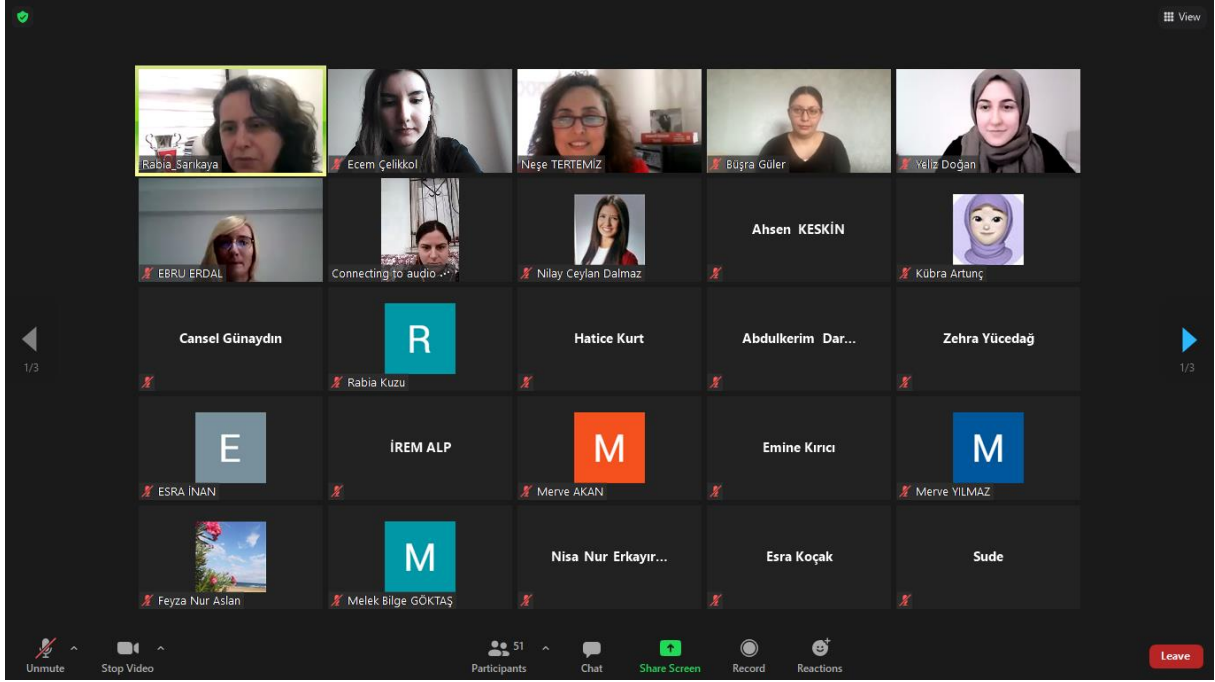 View
Rabia_Sarıkaya
Ecem Çelikkol
Neşe TERTEMİZ
Büşra Güler
Yeliz Doğan
EBRU ERDAL
Connecting to audio ...
Nilay Ceylan Dalmaz
Ahsen KESKİN
Kübra Artunç
Cansel Günaydın
R
Rabia Kuzu
Hatice Kurt
Abdulkerim Dar...
Zehra Yücedağ
1/3
1/3
E
ESRA İNAN
İREM ALP
M
Merve AKAN
Emine Kırıcı
M
Merve YILMAZ
Feyza Nur Aslan
M
Melek Bilge GÖKTAŞ
Nisa Nur Erkayır...
Esra Koçak
Sude
Unmute
Stop Video
Participants
51
Chat
Share Screen
Record
Reactions
Leave